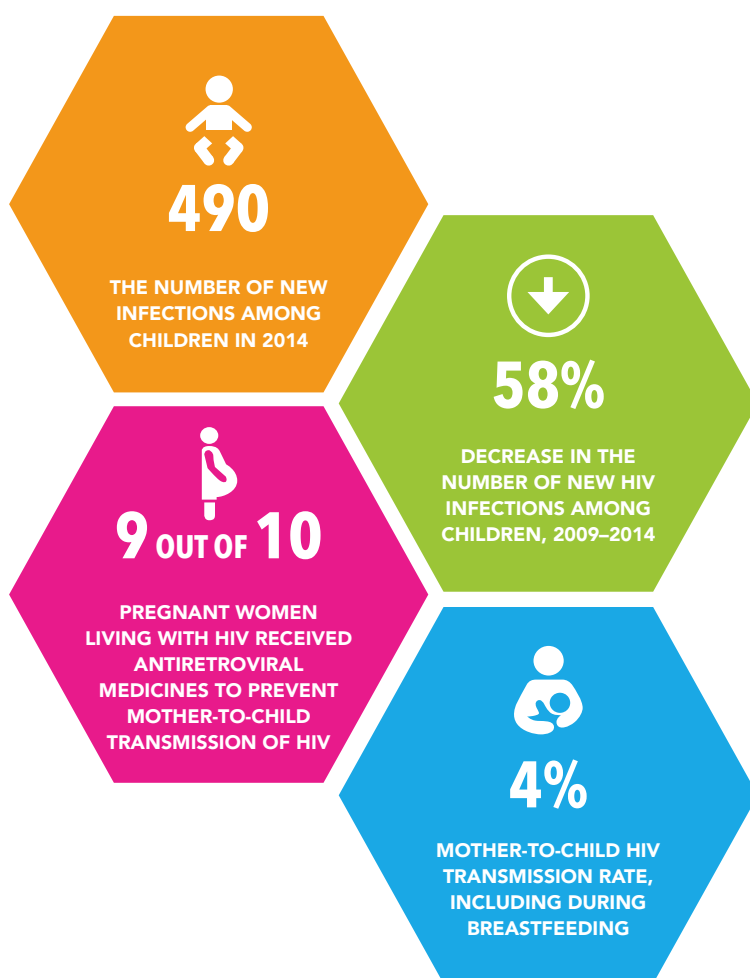 490
THE NUMBER OF NEW
INFECTIONS AMONG
CHILDREN IN 2014
58%
DECREASE IN THE
NUMBER OF NEW HIV
INFECTIONS AMONG
CHILDREN, 2009–2014
9 OUT OF 10
PREGNANT WOMEN
LIVING WITH HIV RECEIVED
ANTIRETROVIRAL
MEDICINES TO PREVENT
MOTHER-TO-CHILD
TRANSMISSION OF HIV
4%
MOTHER-TO-CHILD HIV
TRANSMISSION RATE,
INCLUDING DURING
BREASTFEEDING